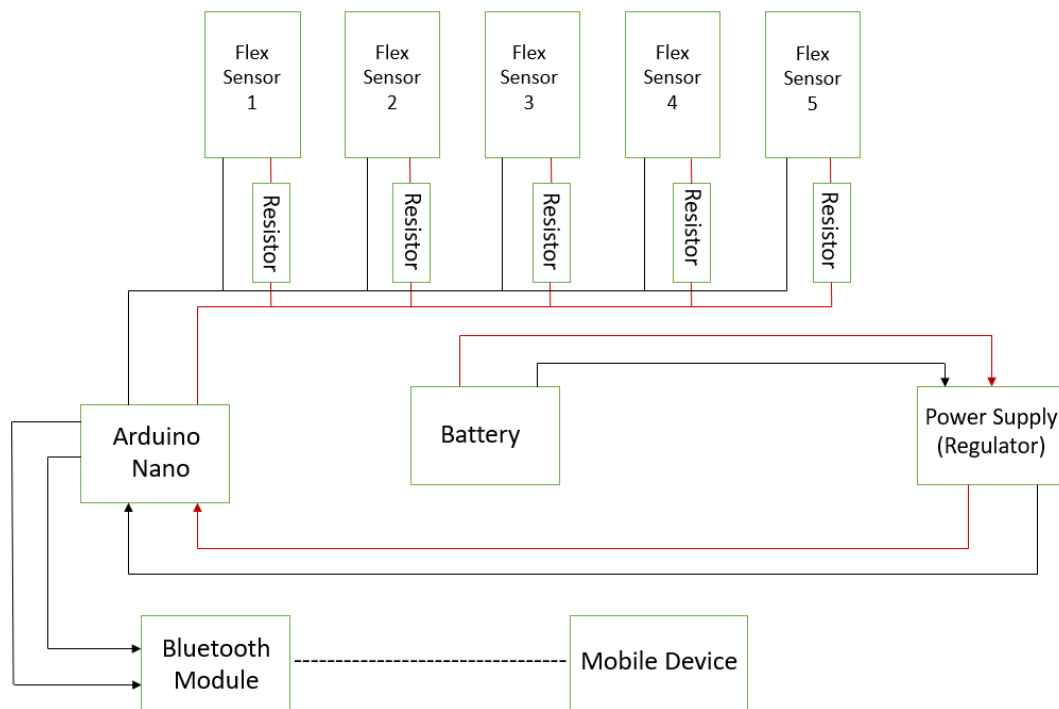 Flex
Sensor
1
Flex
Sensor
2
Flex
Sensor
3
Flex
Sensor
4
Flex
Sensor
5
Resistor
Resistor
Resistor
Resistor
Resistor
Arduino
Nano
Battery
Power Supply
(Regulator)
Bluetooth
Module
Mobile Device